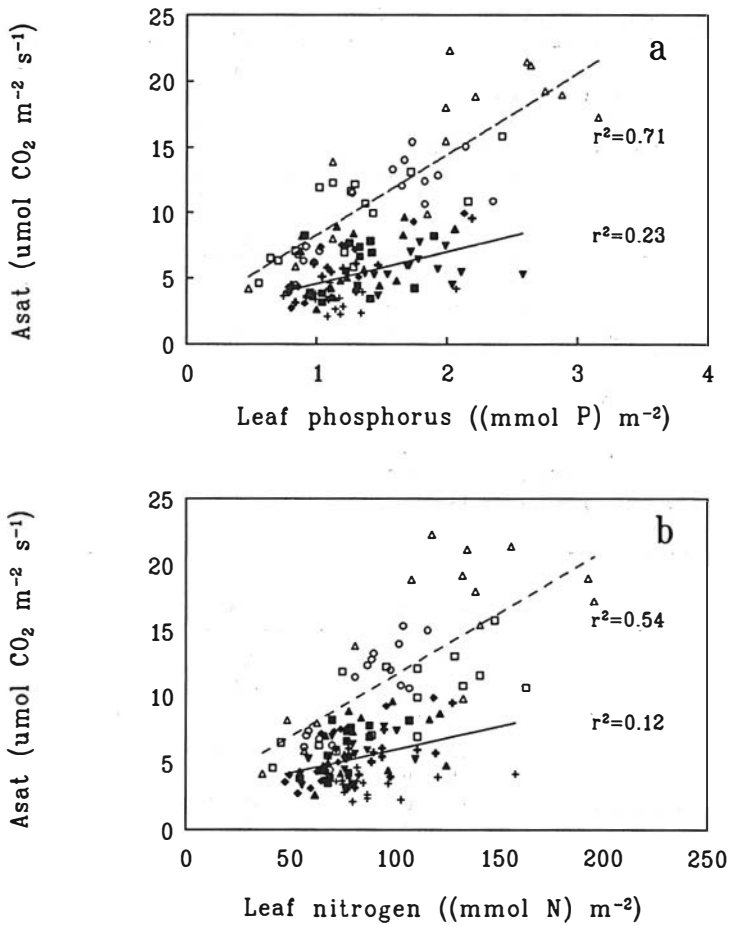 25
20
15
10
5
0
Asat (umol CO₂ m⁻² s⁻¹)
a
r²=0.71
r²=0.23
1
2
3
4
Leaf phosphorus ((mmol P) m⁻²)
25
20
15
10
5
0
Asat (umol CO₂ m⁻² s⁻¹)
b
r²=0.54
r²=0.12
0
50
100
150
200
250
Leaf nitrogen ((mmol N) m⁻²)